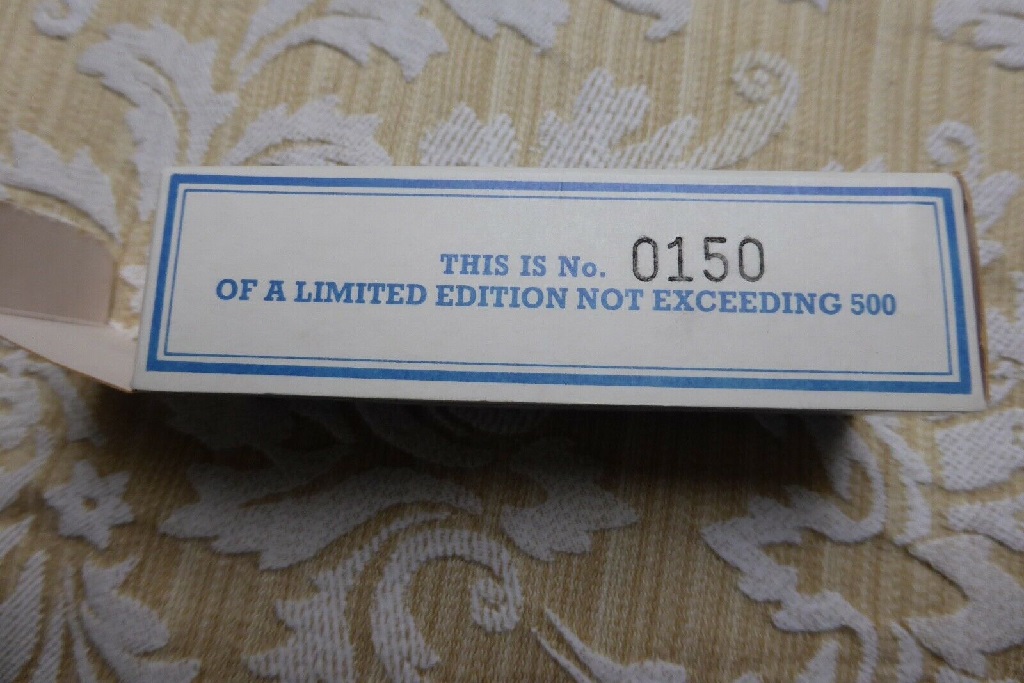 THIS IS No. 0150
OF A LIMITED EDITION NOT EXCEEDING 500